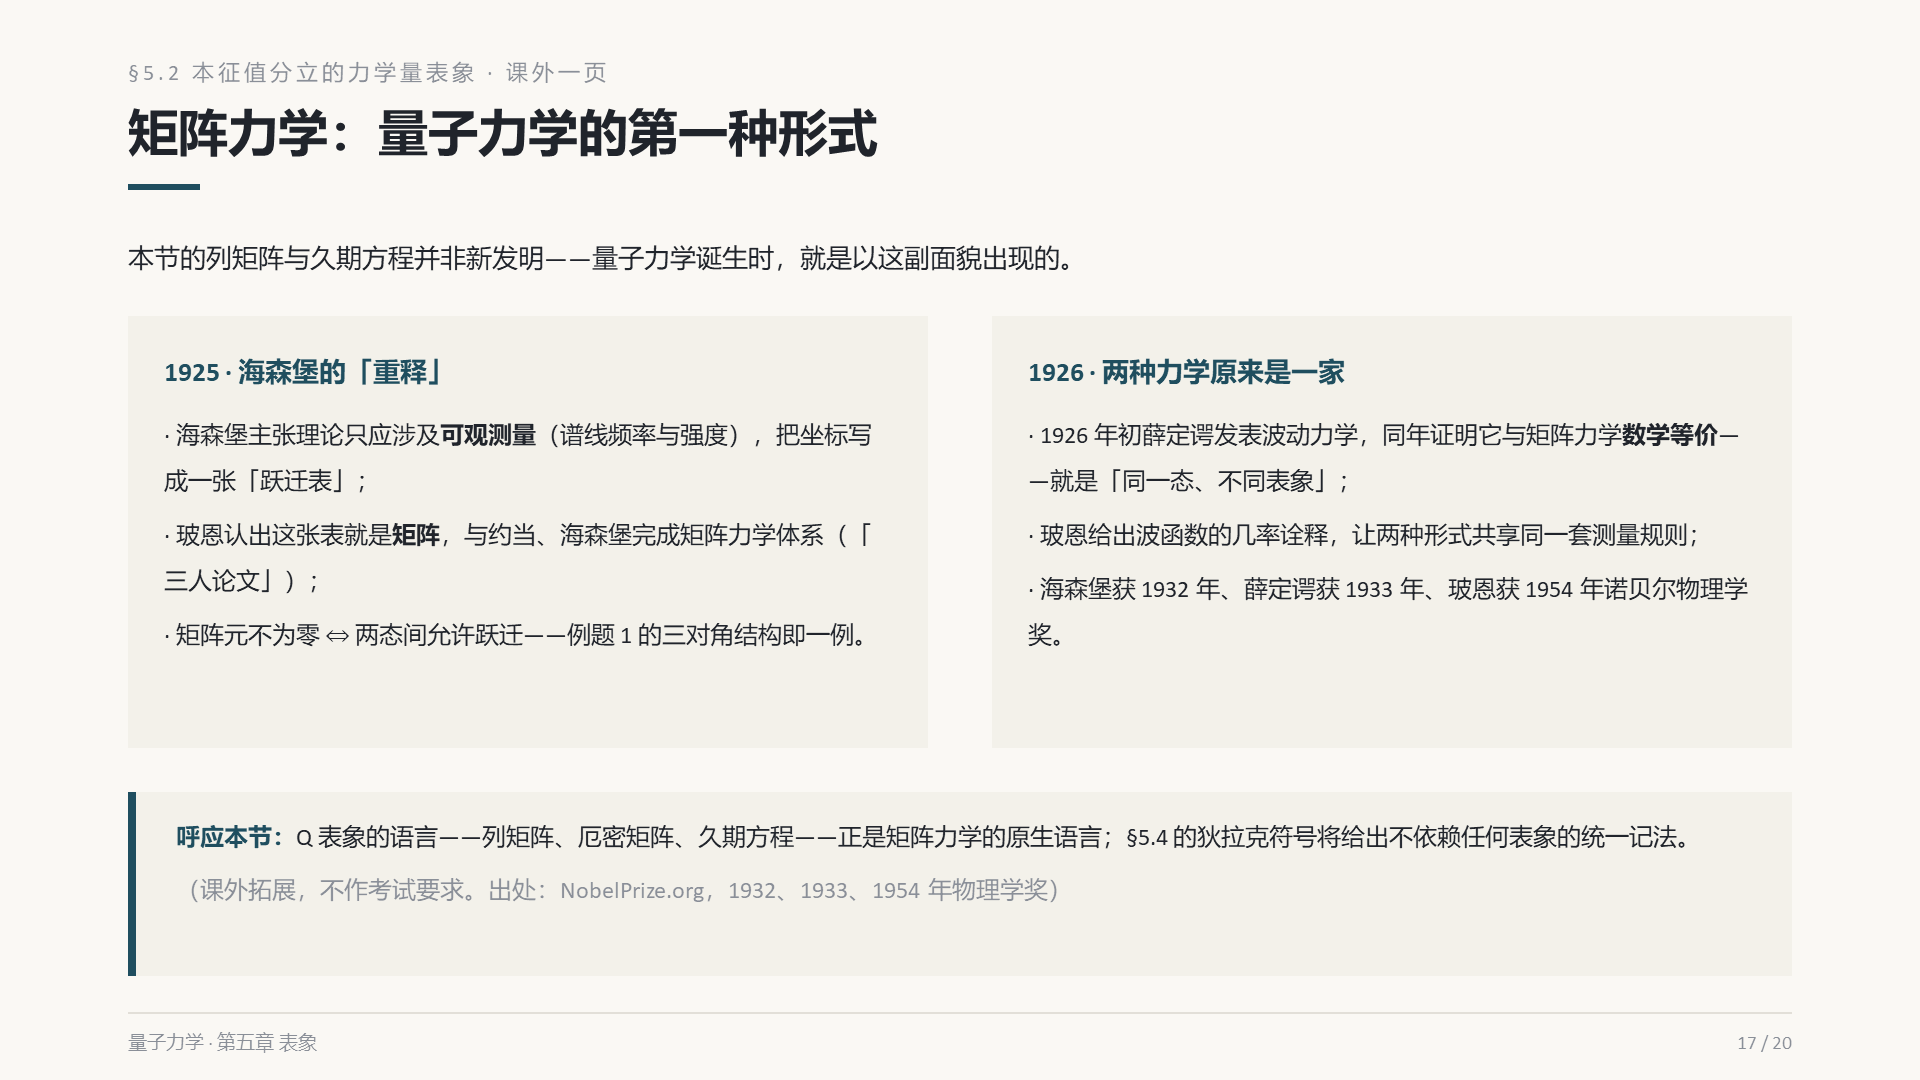 §5.2 本征值分立的力学量表象 · 课外一页
矩阵力学：量子力学的第一种形式
本节的列矩阵与久期方程并非新发明——量子力学诞生时，就是以这副面貌出现的。
1925 · 海森堡的「重释」
· 海森堡主张理论只应涉及可观测量（谱线频率与强度），把坐标写
成一张「跃迁表」；
· 玻恩认出这张表就是矩阵，与约当、海森堡完成矩阵力学体系（「
三人论文」）；
· 矩阵元不为零 ⇔ 两态间允许跃迁——例题 1 的三对角结构即一例。
1926 · 两种力学原来是一家
· 1926 年初薛定谔发表波动力学，同年证明它与矩阵力学数学等价—
—就是「同一态、不同表象」；
· 玻恩给出波函数的几率诠释，让两种形式共享同一套测量规则；
· 海森堡获 1932 年、薛定谔获 1933 年、玻恩获 1954 年诺贝尔物理学
奖。
呼应本节：Q 表象的语言——列矩阵、厄密矩阵、久期方程——正是矩阵力学的原生语言；§5.4 的狄拉克符号将给出不依赖任何表象的统一记法。
（课外拓展，不作考试要求。出处：NobelPrize.org，1932、1933、1954 年物理学奖）
量子力学 · 第五章 表象
17 / 20